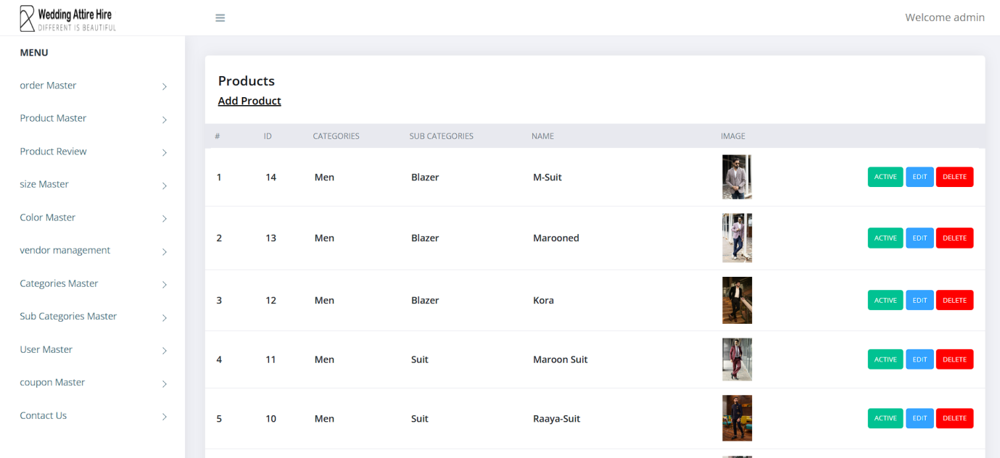 Wedding Attire Hire
DIFFERENT IS BEAUTIFUL
Welcome admin
MENU
order Master
Product Master
Product Review
size Master
Color Master
vendor management
Categories Master
Sub Categories Master
User Master
coupon Master
Contact Us
Products
Add Product
# ID CATEGORIES SUB CATEGORIES NAME IMAGE
1 14 Men Blazer M-Suit ACTIVE EDIT DELETE
2 13 Men Blazer Marooned ACTIVE EDIT DELETE
3 12 Men Blazer Kora ACTIVE EDIT DELETE
4 11 Men Suit Maroon Suit ACTIVE EDIT DELETE
5 10 Men Suit Raaya-Suit ACTIVE EDIT DELETE